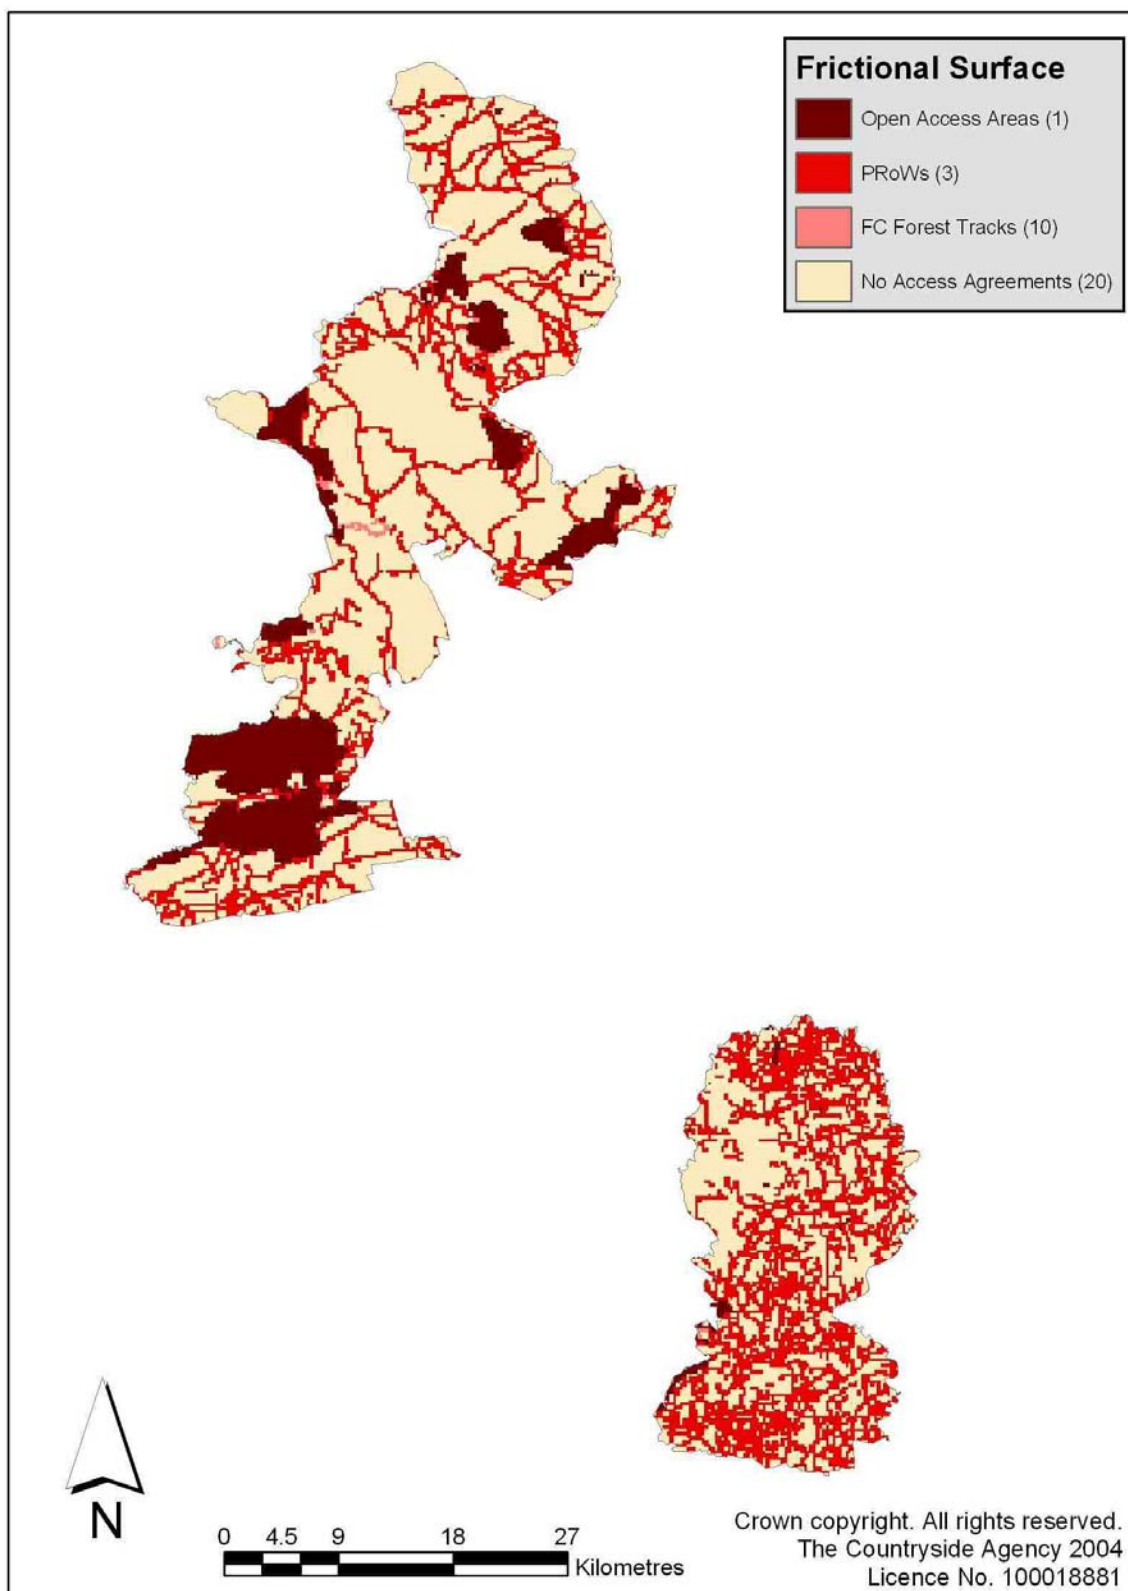 Frictional Surface
Open Access Areas (1)
PRoWs (3)
FC Forest Tracks (10)
No Access Agreements (20)
N
0 4.5 9 18 27
Kilometres
Crown copyright. All rights reserved.
The Countryside Agency 2004
Licence No. 100018881